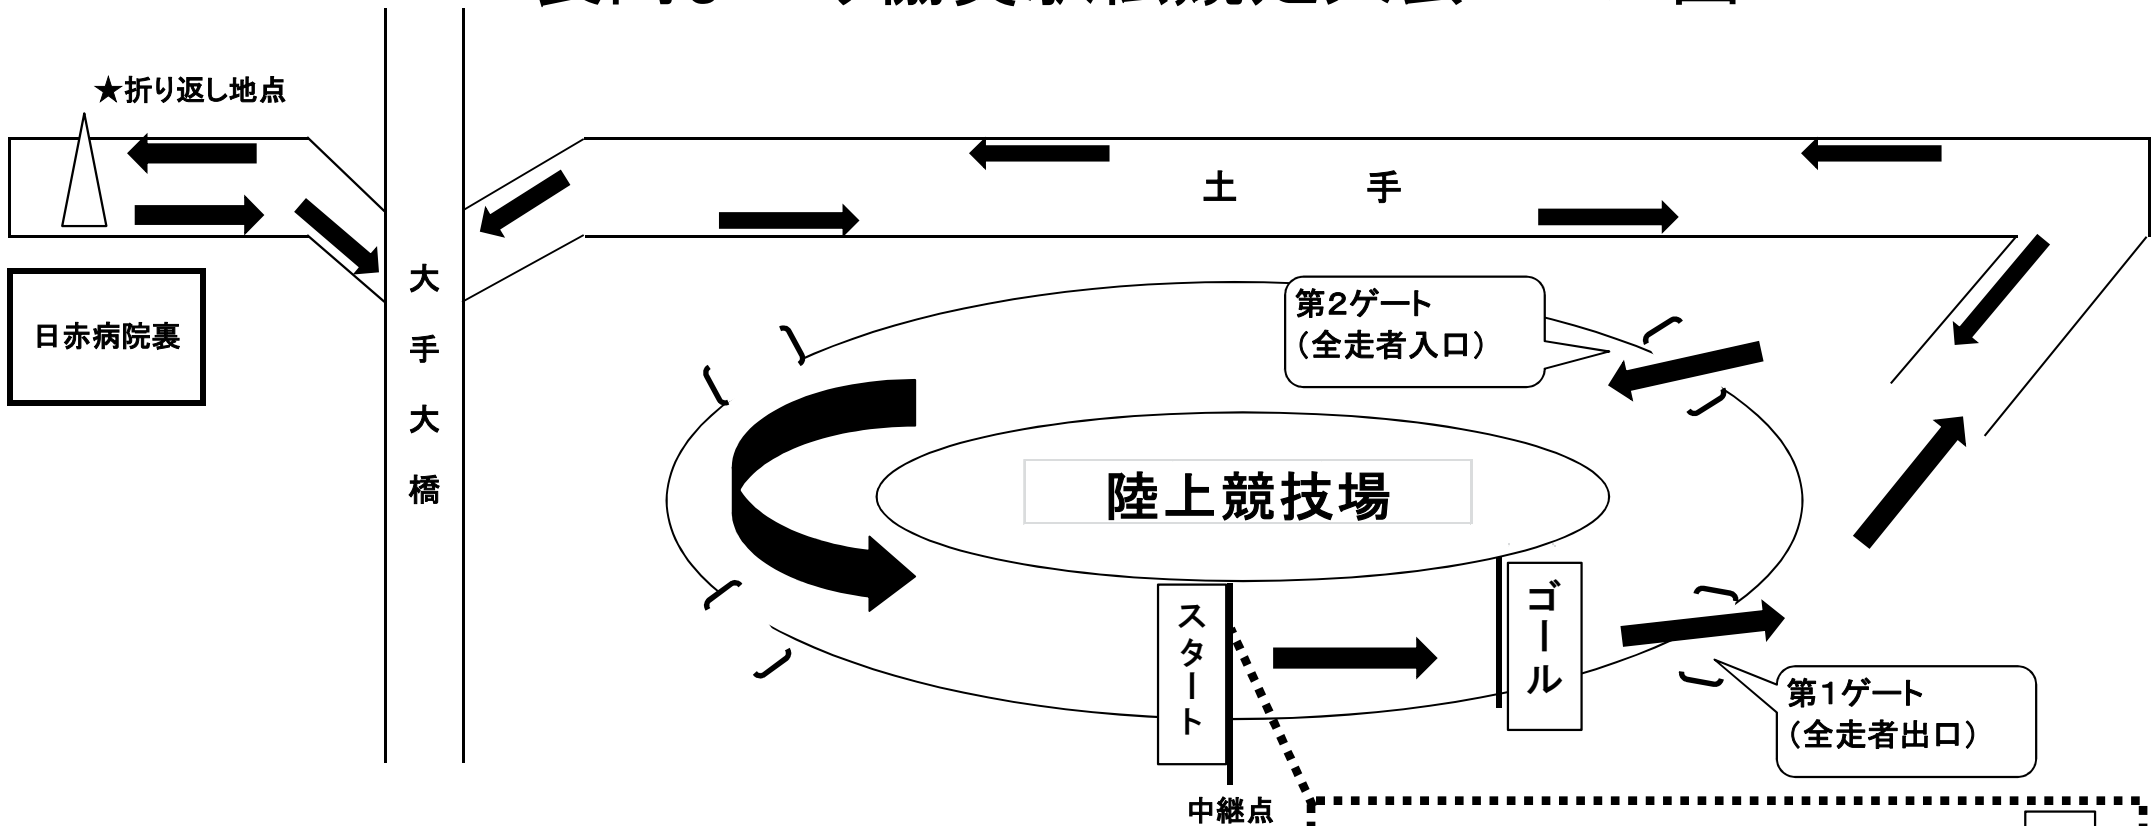 ★折り返し地点
土 手
大手大橋
日赤病院裏
第2ゲート
(全走者入口)
陸上競技場
スタート
ゴール
第1ゲート
(全走者出口)
中継点